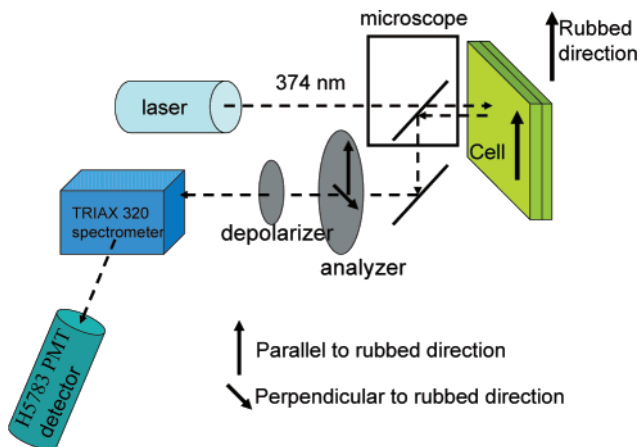 microscope
Rubbed
direction
374 nm
laser
Cell
TRIAX 320
spectrometer
depolarizer
analyzer
H5783 PMT
detector
Parallel to rubbed direction
Perpendicular to rubbed direction